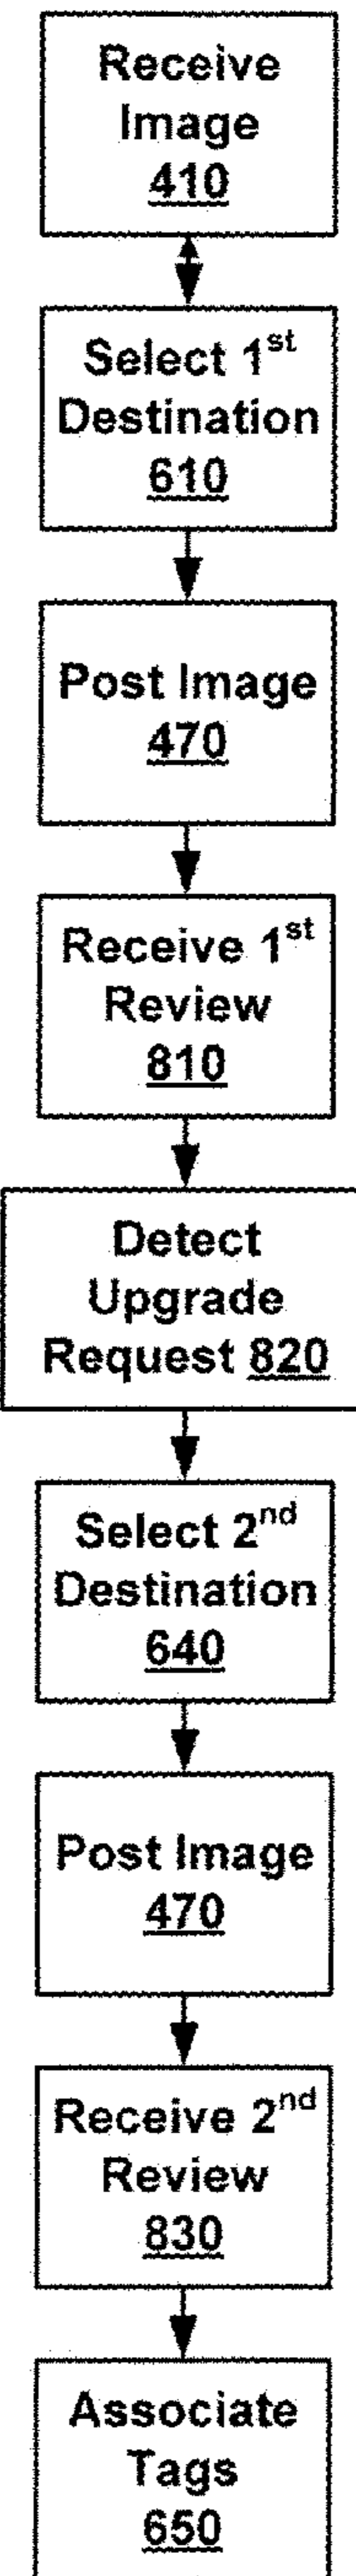 Receive
Image
410
Select 1st
Destination
610
Post Image
470
Receive 1st
Review
810
Detect
Upgrade
Request 820
Select 2nd
Destination
640
Post Image
470
Receive 2nd
Review
830
Associate
Tags
650